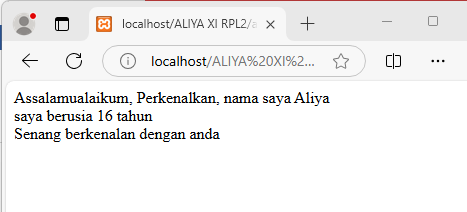 localhost/ALIYA XI RPL2/a
localhost/ALIYA%20XI%2...
Assalamualaikum, Perkenalkan, nama saya Aliya
saya berusia 16 tahun
Senang berkenalan dengan anda